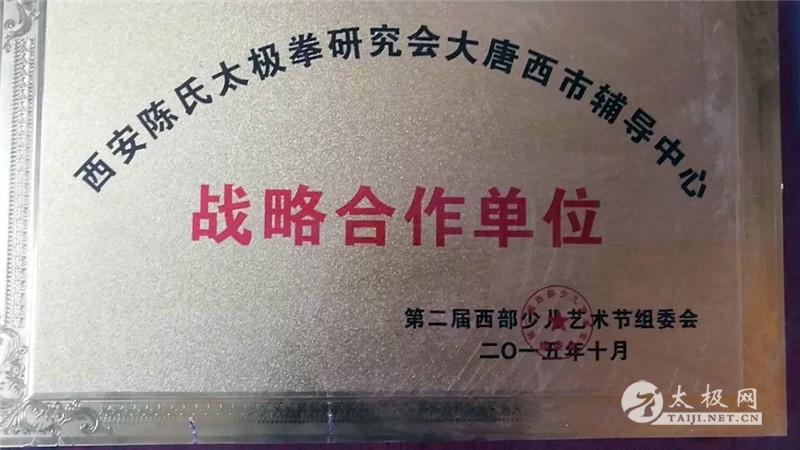 西安陈氏太极拳研究会大唐西市辅导中心
战略合作单位
第二届西部少儿艺术节组委会
二〇一五年十月
太极网
TAIJI.NET.CN